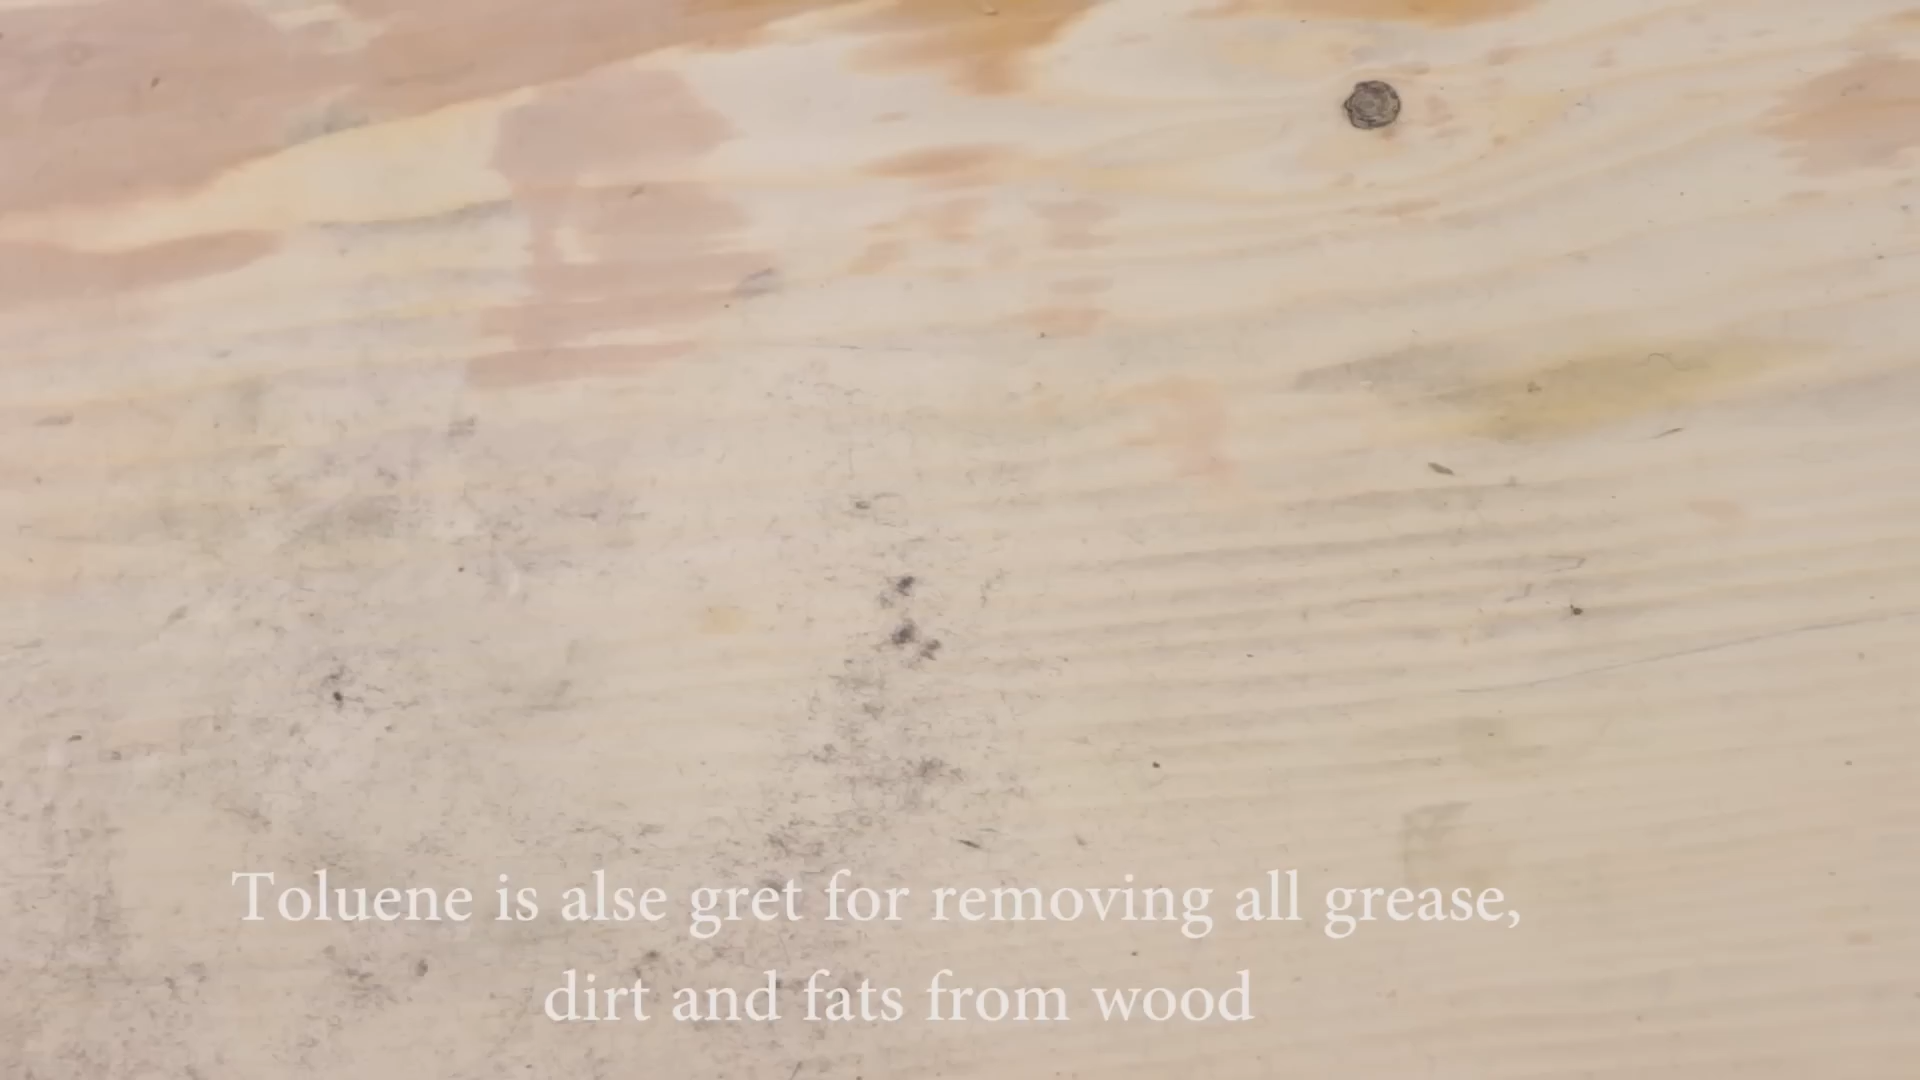 Toluene is alse gret for removing all grease,
dirt and fats from wood